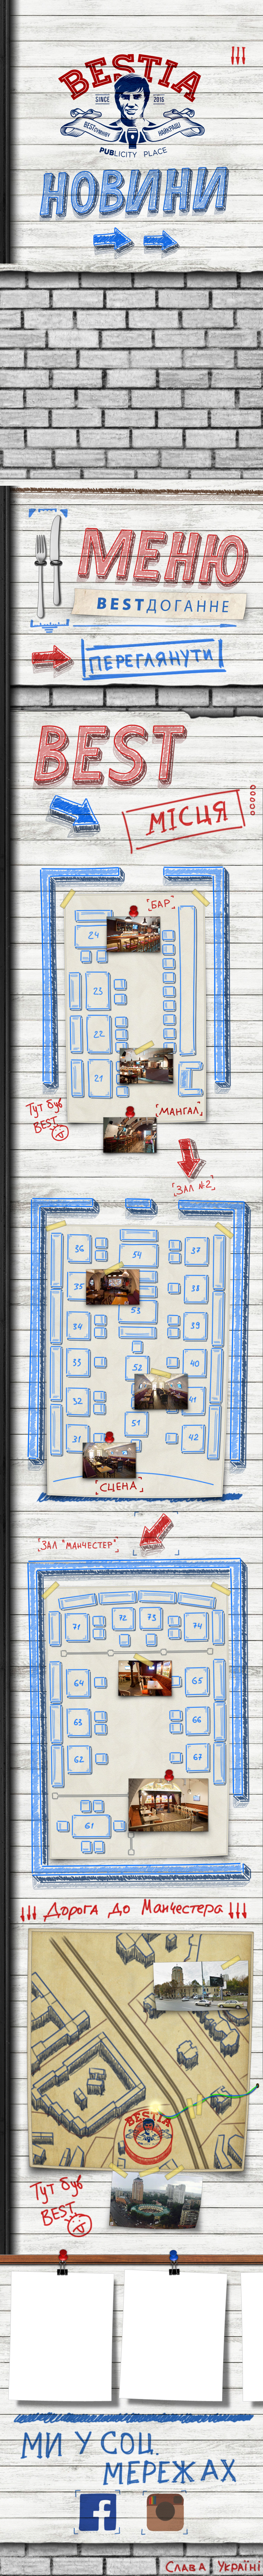 BESTIA
SINCE 2015
BESTПИВНИЧКУ НАЙКРАЩІ
PUBLICITY PLACE
НОВИНИ
МЕНЮ
BESTДОГАННЕ
ПЕРЕГЛЯНУТИ
BEST
МІСЦЯ
БАР
24
23
22
21
МАНГАЛ
Тут був
BEST
ЗАЛ №2
36 54 37
35 38
53
34 39
33 52 40
32 41
51
31 42
СЦЕНА
ЗАЛ "МАНЧЕСТЕР"
71 72 73 74
64 65
63 66
62 67
61
Дорога до Манчестера
BESTIA
Тут був
BEST
МИ У СОЦ.
МЕРЕЖАХ
Слава Україні